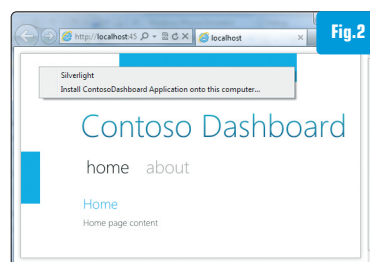 Fig.2
http://localhost:45
localhost
Silverlight
Install ContosoDashboard Application onto this computer...
Contoso Dashboard
home about
Home
Home page content